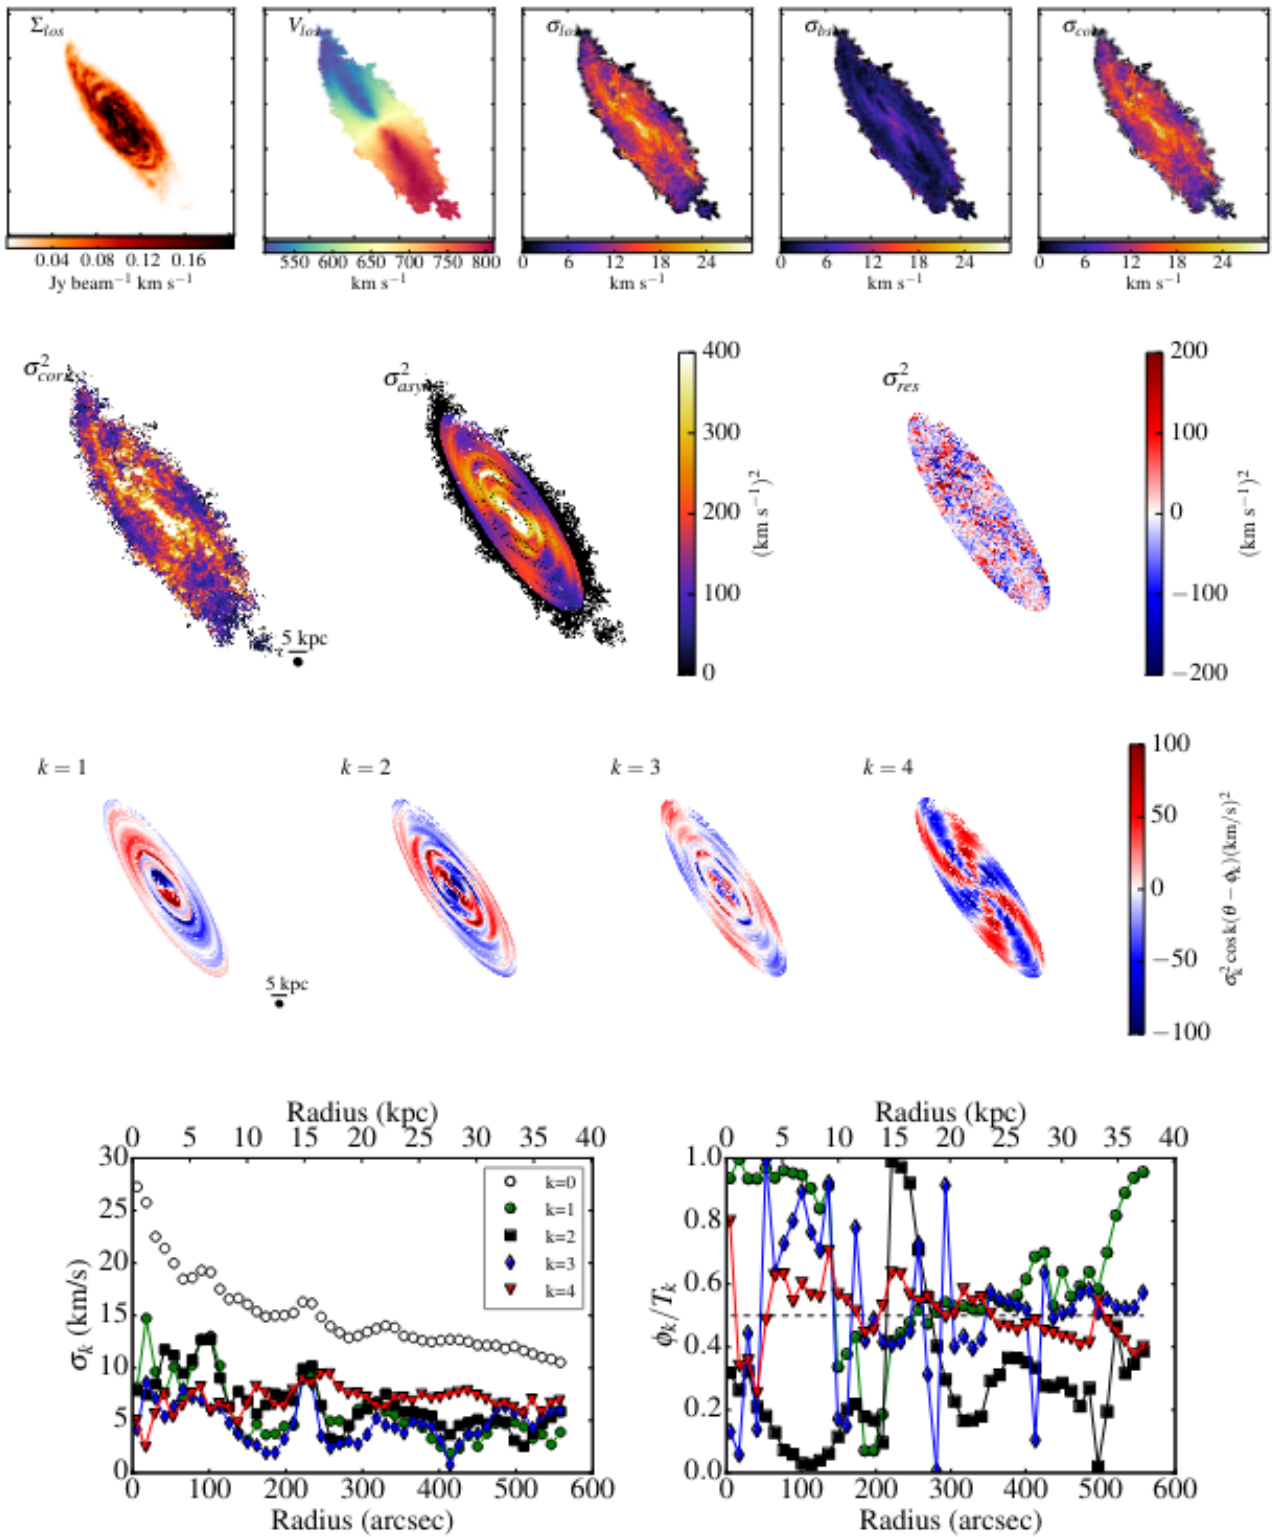 Σlos
Vlos
σlos
σbs
σco
0.04 0.08 0.12 0.16
Jy beam−1 km s−1
550 600 650 700 750 800
km s−1
0 6 12 18 24
km s−1
0 6 12 18 24
km s−1
0 6 12 18 24
km s−1
σ²corr
σ²asy
400
300
200
100
0
(km s−1)2
σ²res
200
100
0
−100
−200
(km s−1)2
5 kpc
k = 1
k = 2
k = 3
k = 4
100
50
0
−50
−100
σ²k cos k(θ − ϕk) (km/s)2
5 kpc
Radius (kpc)
0 5 10 15 20 25 30 35 40
30
25
20
15
10
5
0
σk (km/s)
k=0
k=1
k=2
k=3
k=4
0 100 200 300 400 500 600
Radius (arcsec)
Radius (kpc)
0 5 10 15 20 25 30 35 40
1.0
0.8
0.6
0.4
0.2
0.0
ϕk/Tk
0 100 200 300 400 500 600
Radius (arcsec)